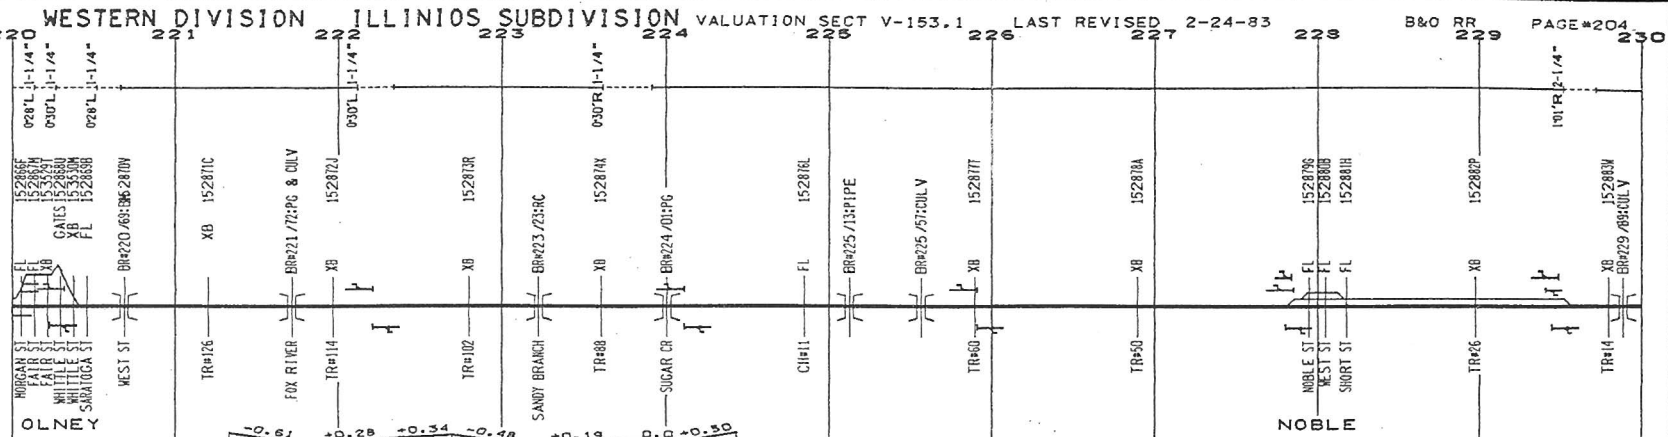 WESTERN DIVISION ILLINIOS SUBDIVISION VALUATION SECT V-153.1 LAST REVISED 2-24-83 B&O RR PAGE#204
220 221 222 223 224 225 226 227 228 229 230
0°28'L 1-1/4" 0°30'L 1-1/4" 0°28'L 1-1/4" 0°30'L 1-1/4" 0°30'R 1-1/4" 1°01'R 2-1/4"
152866F 152867M 153529T 152868U 153530M 152869B 152871C 152872J 152873R 152874X 152876L 152877T 152878A 152879G 152880B 152881H 152882P 152883W
GATES XB FL XB
BR#220/69:BM BR#221/72:PG & CULV BR#223/23:RC BR#224/01:PG BR#225/13:PIPE BR#225/57:CULV BR#229/89:CULV
FL FL XB XB XB XB FL XB XB FL FL FL XB XB
MORGAN ST FAIR ST FAIR ST WHITTLE ST WHITTLE ST SARATOGA ST WEST ST TR#126 FOX RIVER TR#114 TR#102 SANDY BRANCH TR#88 SUGAR CR CH#11 TR#60 TR#50 NOBLE ST WEST ST SHORT ST TR#26 TR#14
OLNEY NOBLE
-0.61 +0.28 +0.34 -0.48 +0.19 0.0 +0.50